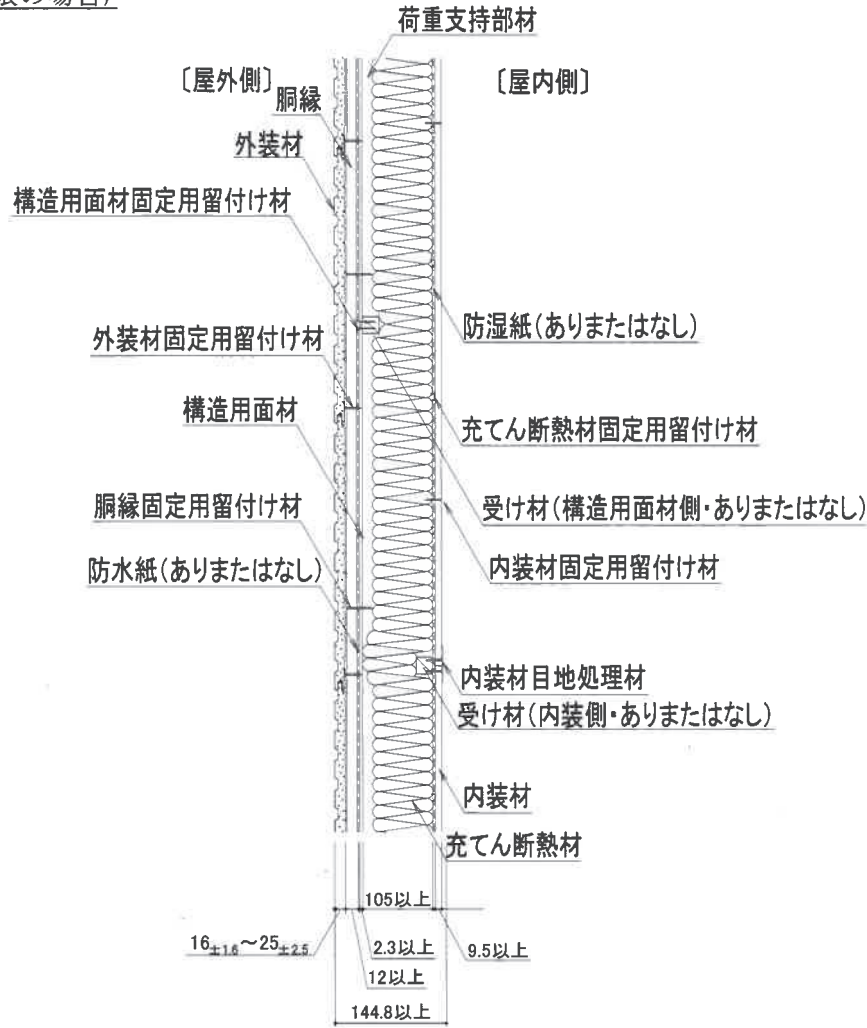 張の場合)
荷重支持部材
〔屋外側〕
〔屋内側〕
胴縁
外装材
構造用面材固定用留付け材
防湿紙(ありまたはなし)
外装材固定用留付け材
構造用面材
充てん断熱材固定用留付け材
胴縁固定用留付け材
受け材(構造用面材側・ありまたはなし)
防水紙(ありまたはなし)
内装材固定用留付け材
内装材目地処理材
受け材(内装側・ありまたはなし)
内装材
充てん断熱材
105以上
16±1.6~25±2.5
2.3以上
9.5以上
12以上
144.8以上